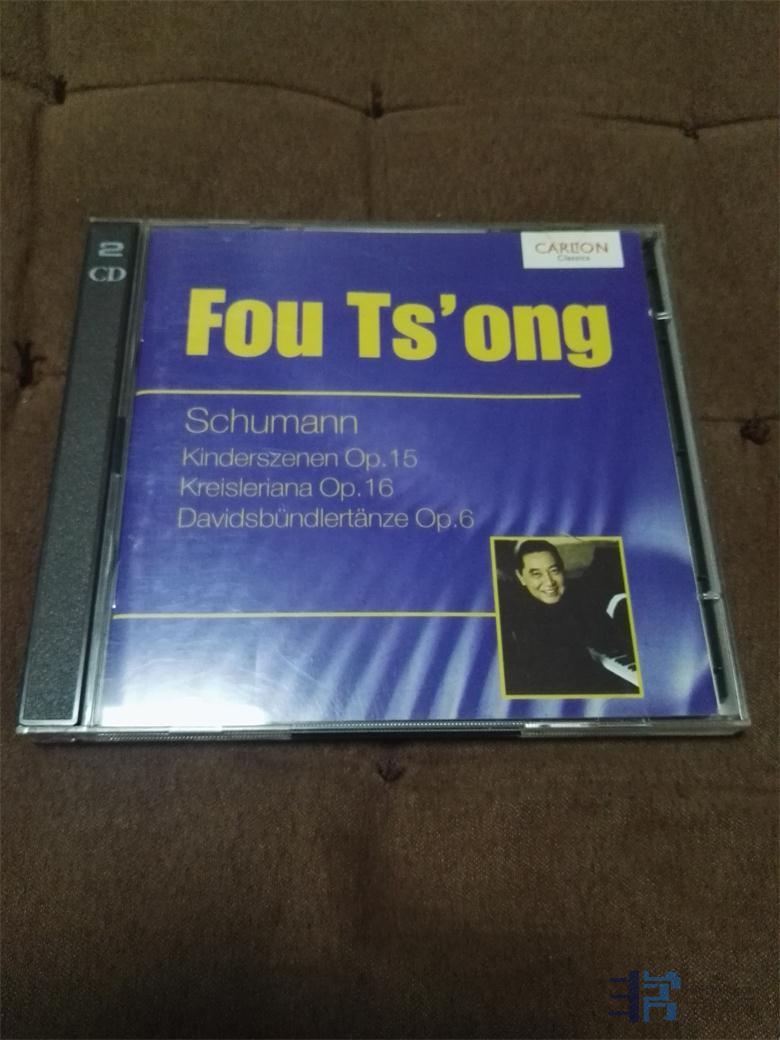 2
CD
CARLTON
Classics
Fou Ts'ong
Schumann
Kinderszenen Op.15
Kreisleriana Op.16
Davidsbündlertänze Op.6